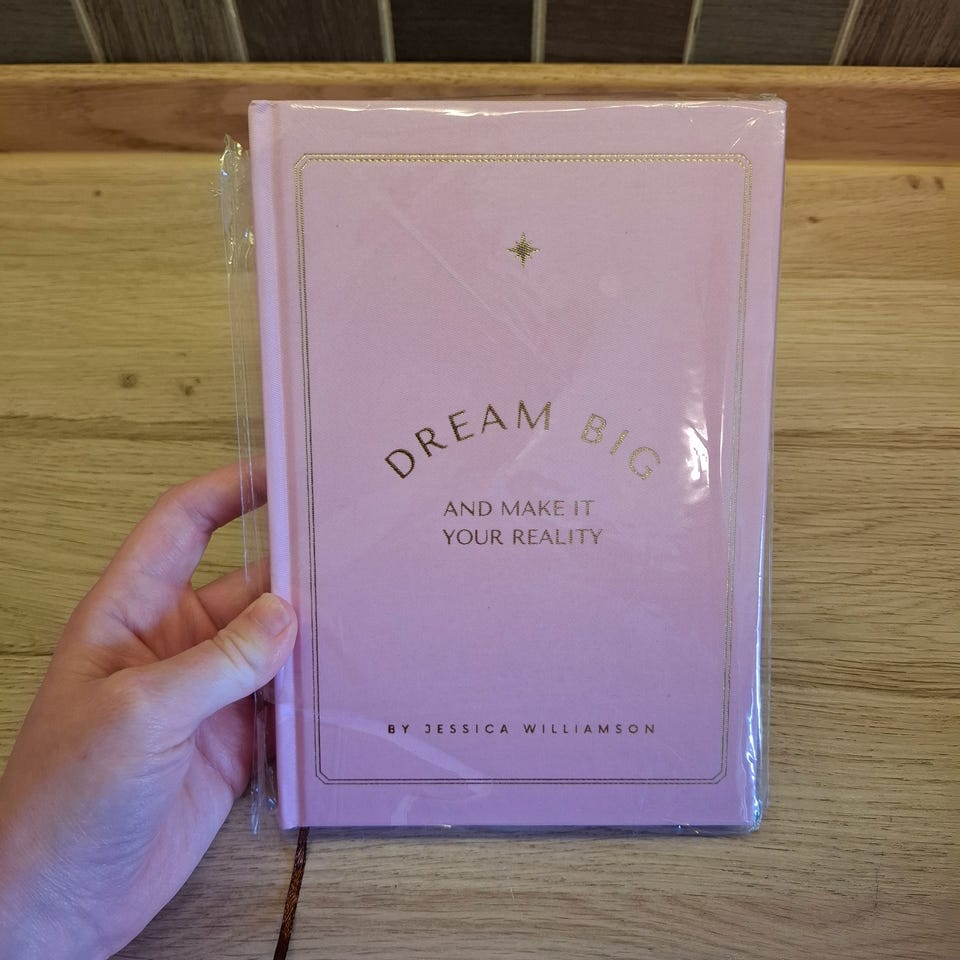 DREAM BIG
AND MAKE IT
YOUR REALITY
BY JESSICA WILLIAMSON